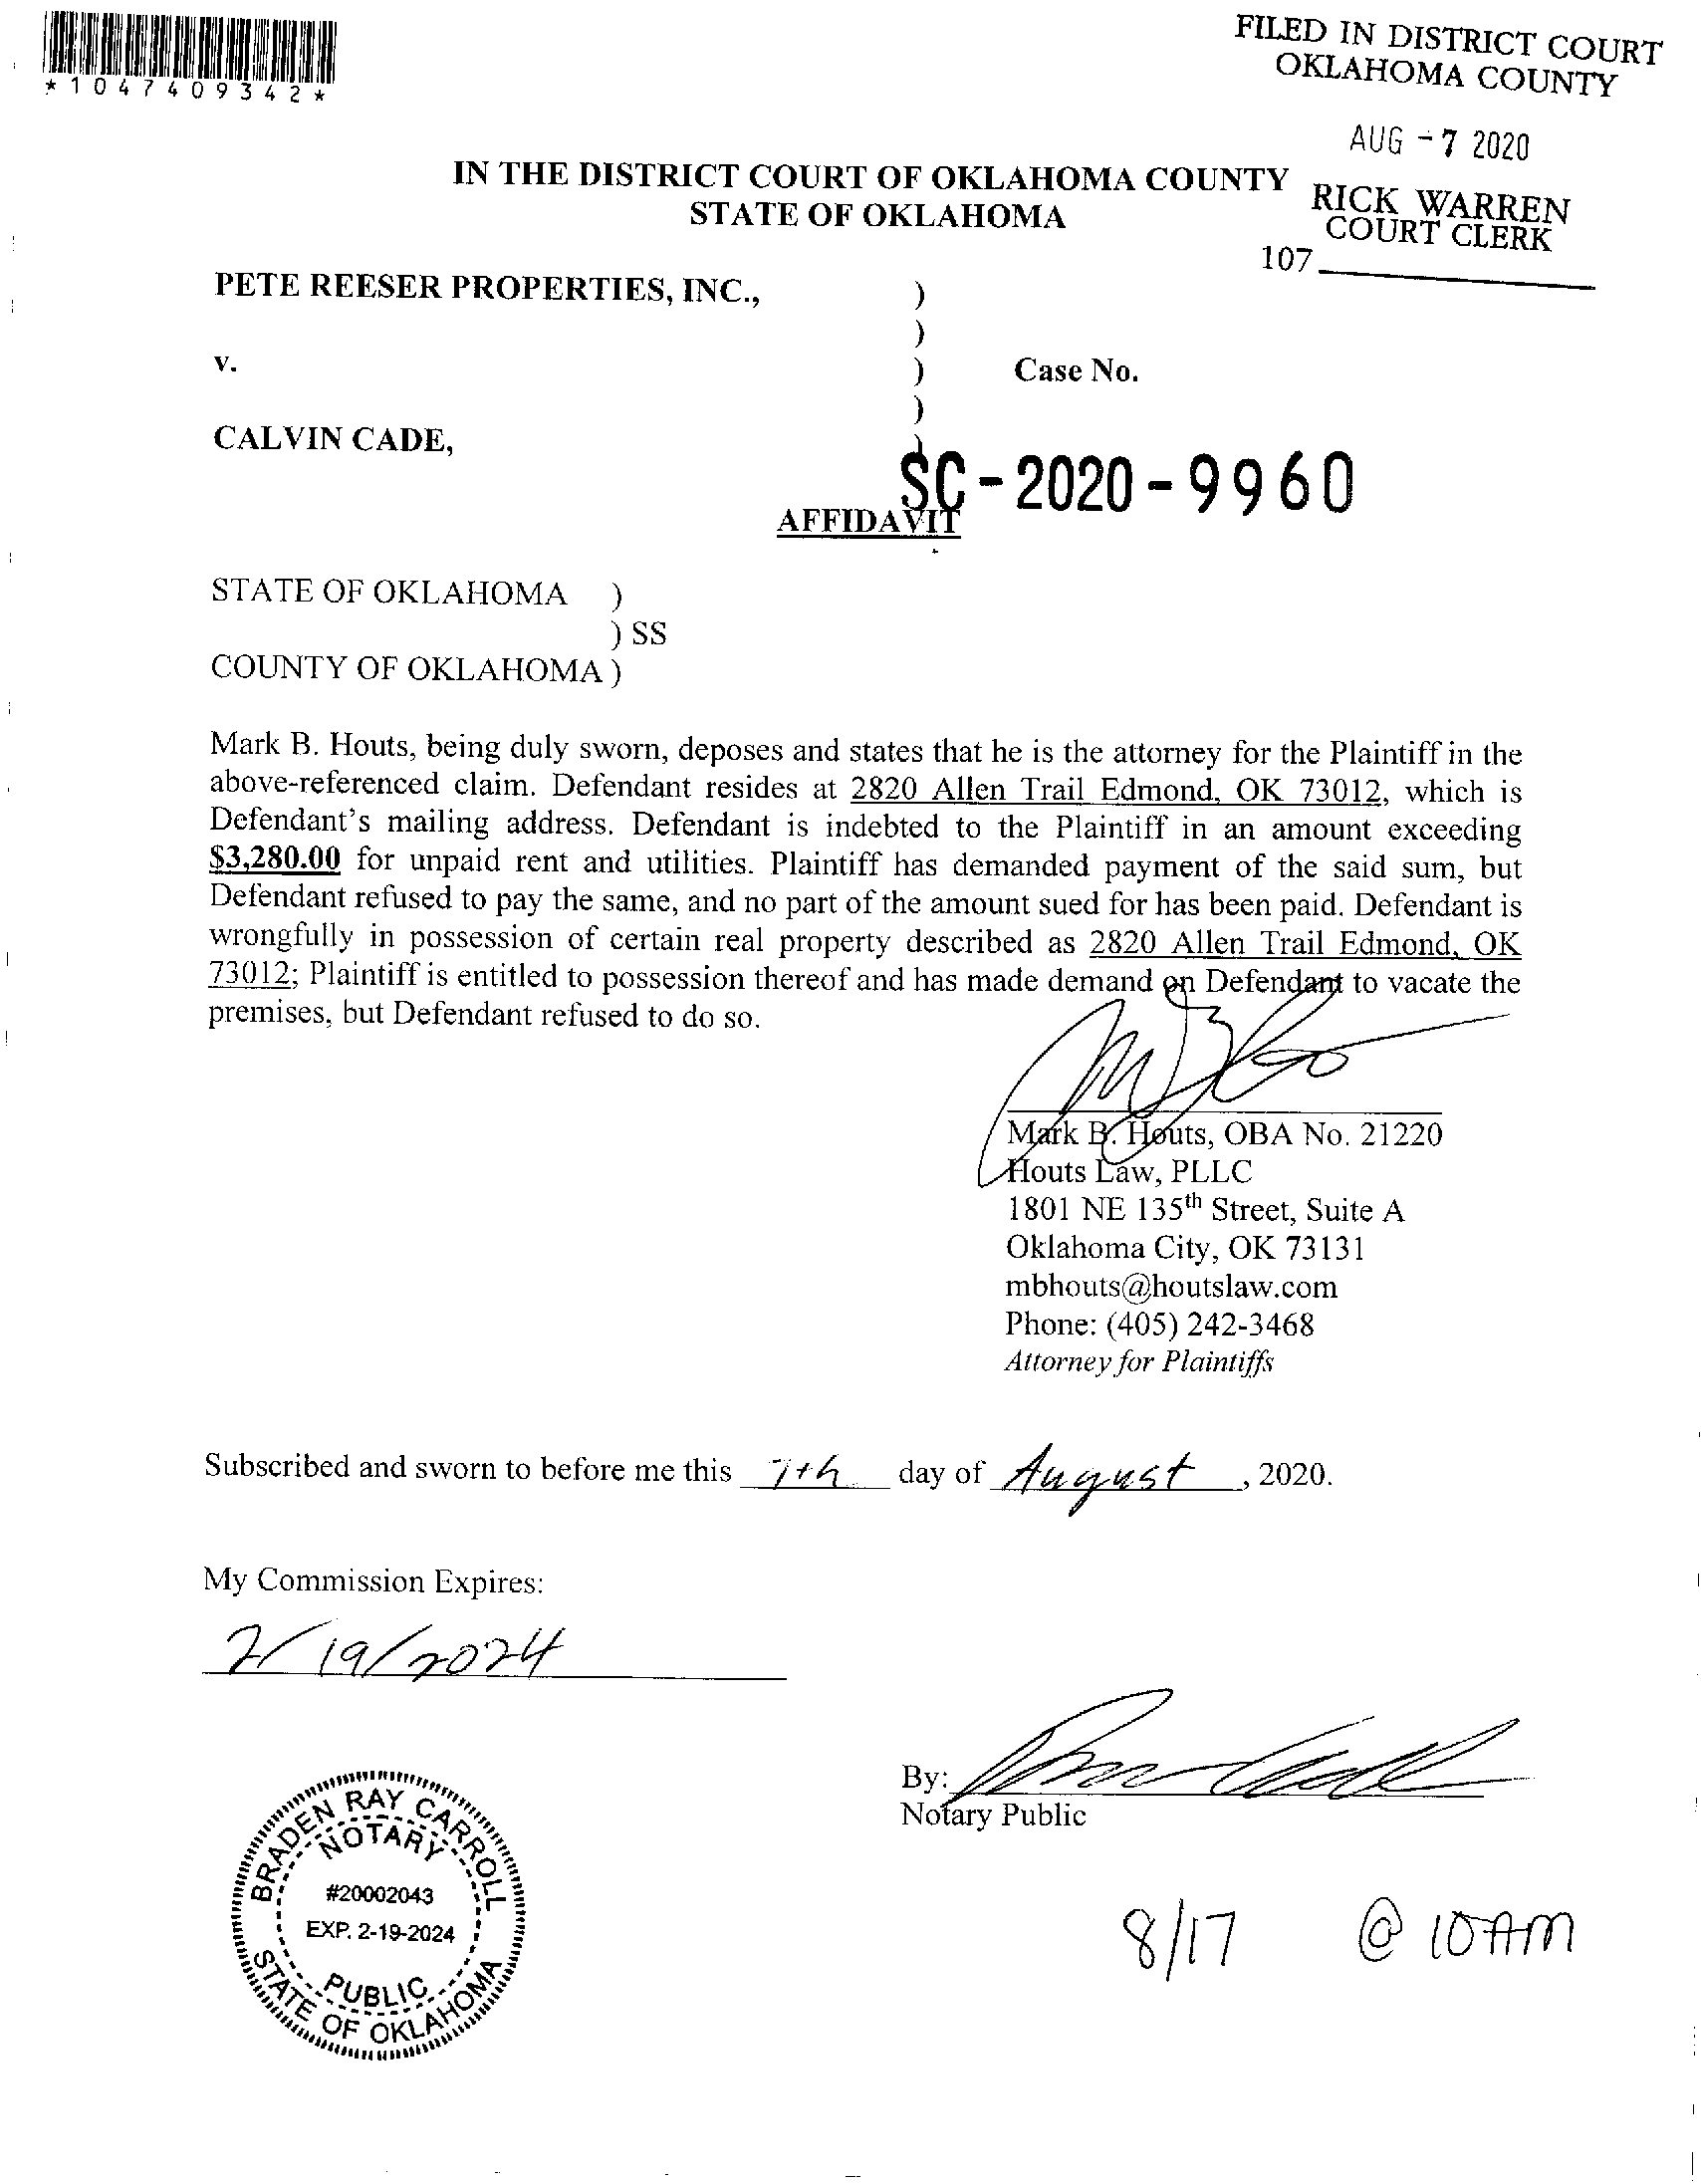 *1047409342*
FILED IN DISTRICT COURT
OKLAHOMA COUNTY
AUG -7 2020
RICK WARREN
COURT CLERK
107
IN THE DISTRICT COURT OF OKLAHOMA COUNTY
STATE OF OKLAHOMA
PETE REESER PROPERTIES, INC., )
)
v. ) Case No.
)
CALVIN CADE, )
SC-2020-9960
AFFIDAVIT
STATE OF OKLAHOMA )
) SS
COUNTY OF OKLAHOMA )
Mark B. Houts, being duly sworn, deposes and states that he is the attorney for the Plaintiff in the
above-referenced claim. Defendant resides at 2820 Allen Trail Edmond, OK 73012, which is
Defendant's mailing address. Defendant is indebted to the Plaintiff in an amount exceeding
$3,280.00 for unpaid rent and utilities. Plaintiff has demanded payment of the said sum, but
Defendant refused to pay the same, and no part of the amount sued for has been paid. Defendant is
wrongfully in possession of certain real property described as 2820 Allen Trail Edmond, OK
73012; Plaintiff is entitled to possession thereof and has made demand on Defendant to vacate the
premises, but Defendant refused to do so.
Mark B. Houts, OBA No. 21220
Houts Law, PLLC
1801 NE 135th Street, Suite A
Oklahoma City, OK 73131
mbhouts@houtslaw.com
Phone: (405) 242-3468
Attorney for Plaintiffs
Subscribed and sworn to before me this 7th day of August, 2020.
My Commission Expires:
2/19/2024
By:
Notary Public
BRADEN RAY CARROLL
NOTARY
#20002043
EXP. 2-19-2024
PUBLIC
STATE OF OKLAHOMA
8/17 @ 10AM